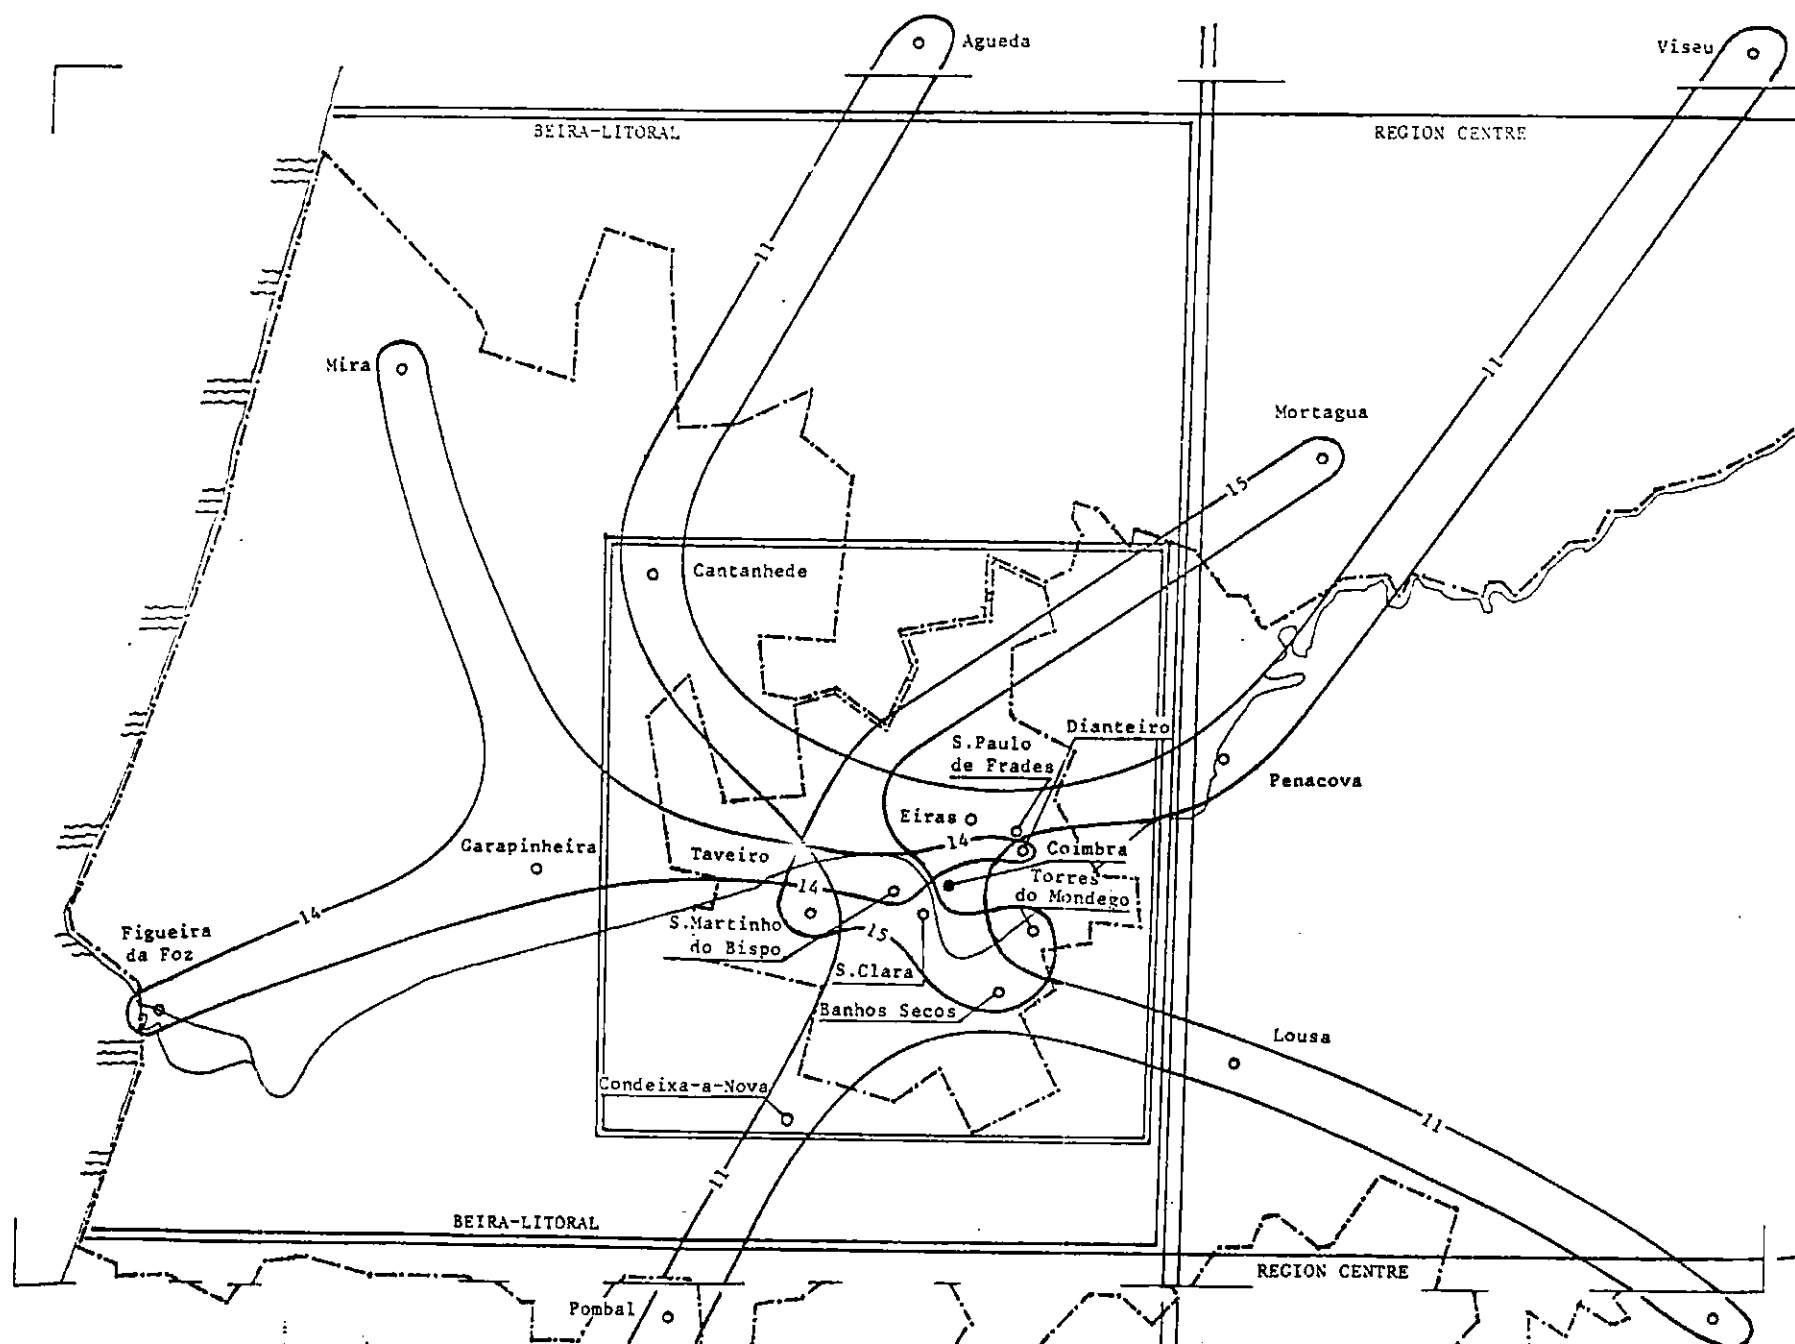 Agueda
Viseu
BEIRA-LITORAL
REGION CENTRE
11
Mira
11
Mortagua
15
Cantanhede
Dianteiro
S.Paulo
de Frades
Penacova
Eiras
14
Garapinheira
Taveiro
Coimbra
14
Torres
do Mondego
14
S.Martinho
do Bispo
15
Figueira
da Foz
S.Clara
Banhos Secos
Lousa
Condeixa-a-Nova
11
11
BEIRA-LITORAL
REGION CENTRE
Pombal